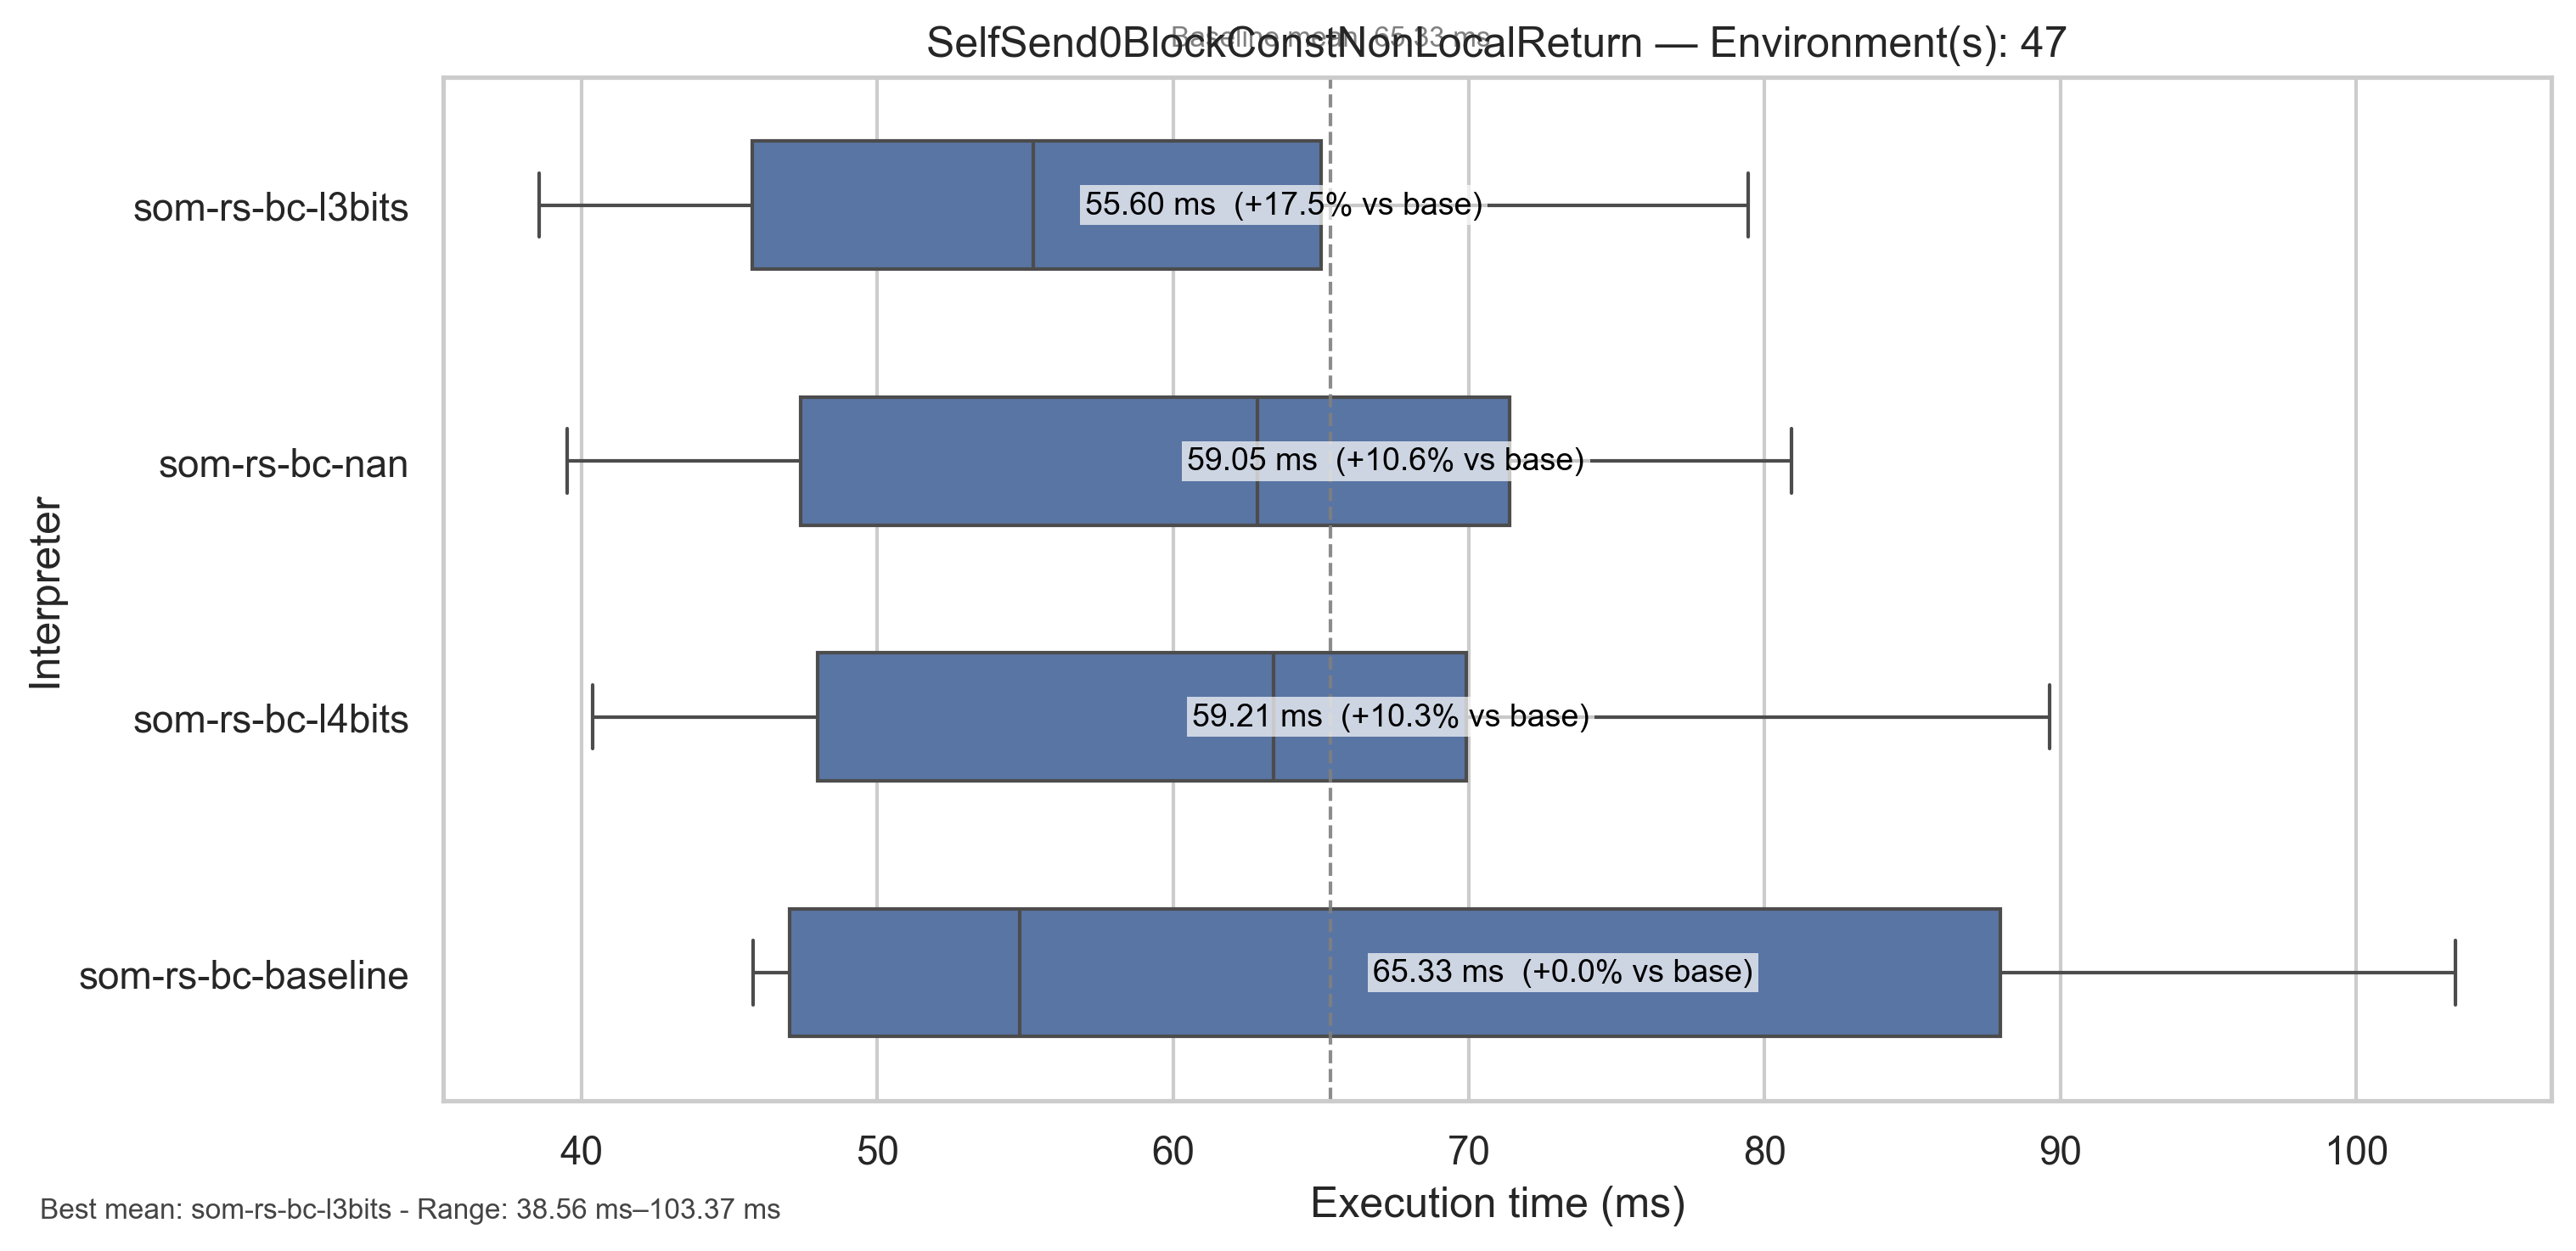 Baseline mean: 65.33 ms
SelfSend0BlockConstNonLocalReturn — Environment(s): 47
som-rs-bc-l3bits
55.60 ms (+17.5% vs base)
som-rs-bc-nan
59.05 ms (+10.6% vs base)
som-rs-bc-l4bits
59.21 ms (+10.3% vs base)
som-rs-bc-baseline
65.33 ms (+0.0% vs base)
Interpreter
40 50 60 70 80 90 100
Execution time (ms)
Best mean: som-rs-bc-l3bits - Range: 38.56 ms–103.37 ms